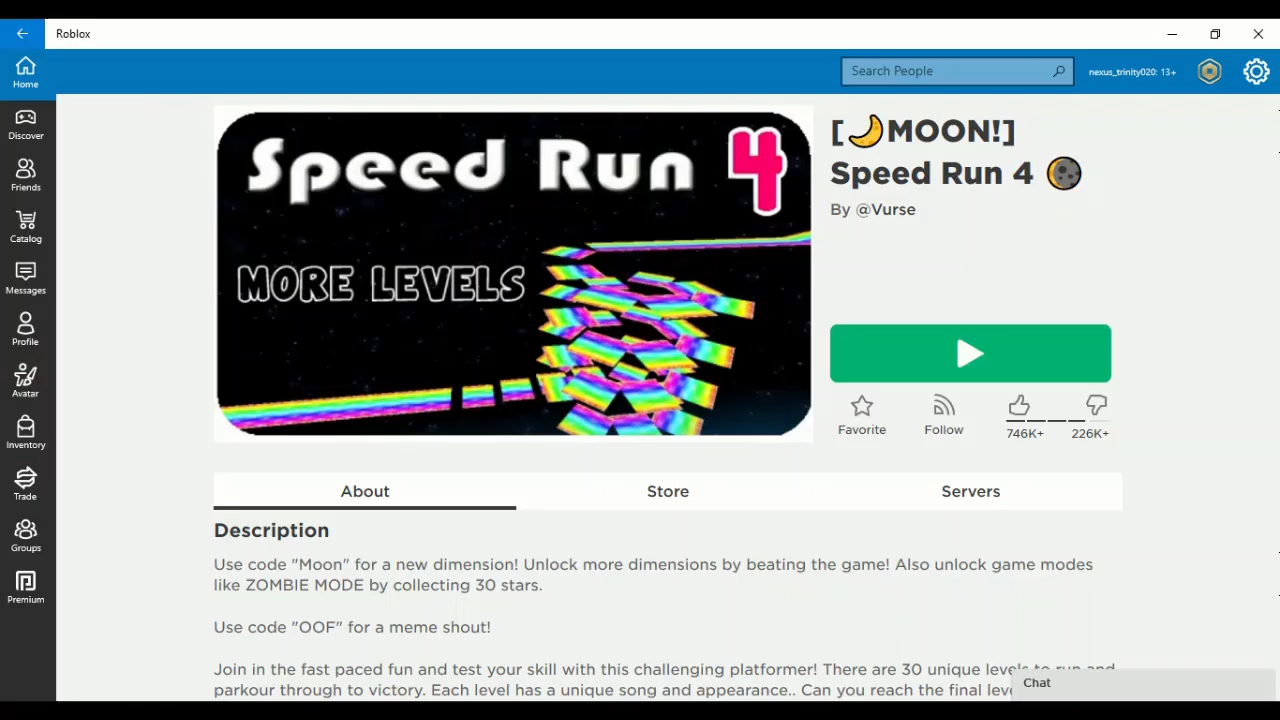 Roblox
Search People
nexus_trinity020: 13+
Home
Discover
Friends
Catalog
Messages
Profile
Avatar
Inventory
Trade
Groups
Premium
Speed Run 4
MORE LEVELS
[🌙MOON!]
Speed Run 4 🌑
By @Vurse
Favorite
Follow
746K+
226K+
About
Store
Servers
Description
Use code "Moon" for a new dimension! Unlock more dimensions by beating the game! Also unlock game modes
like ZOMBIE MODE by collecting 30 stars.
Use code "OOF" for a meme shout!
Join in the fast paced fun and test your skill with this challenging platformer! There are 30 unique levels to run and
parkour through to victory. Each level has a unique song and appearance.. Can you reach the final
Chat